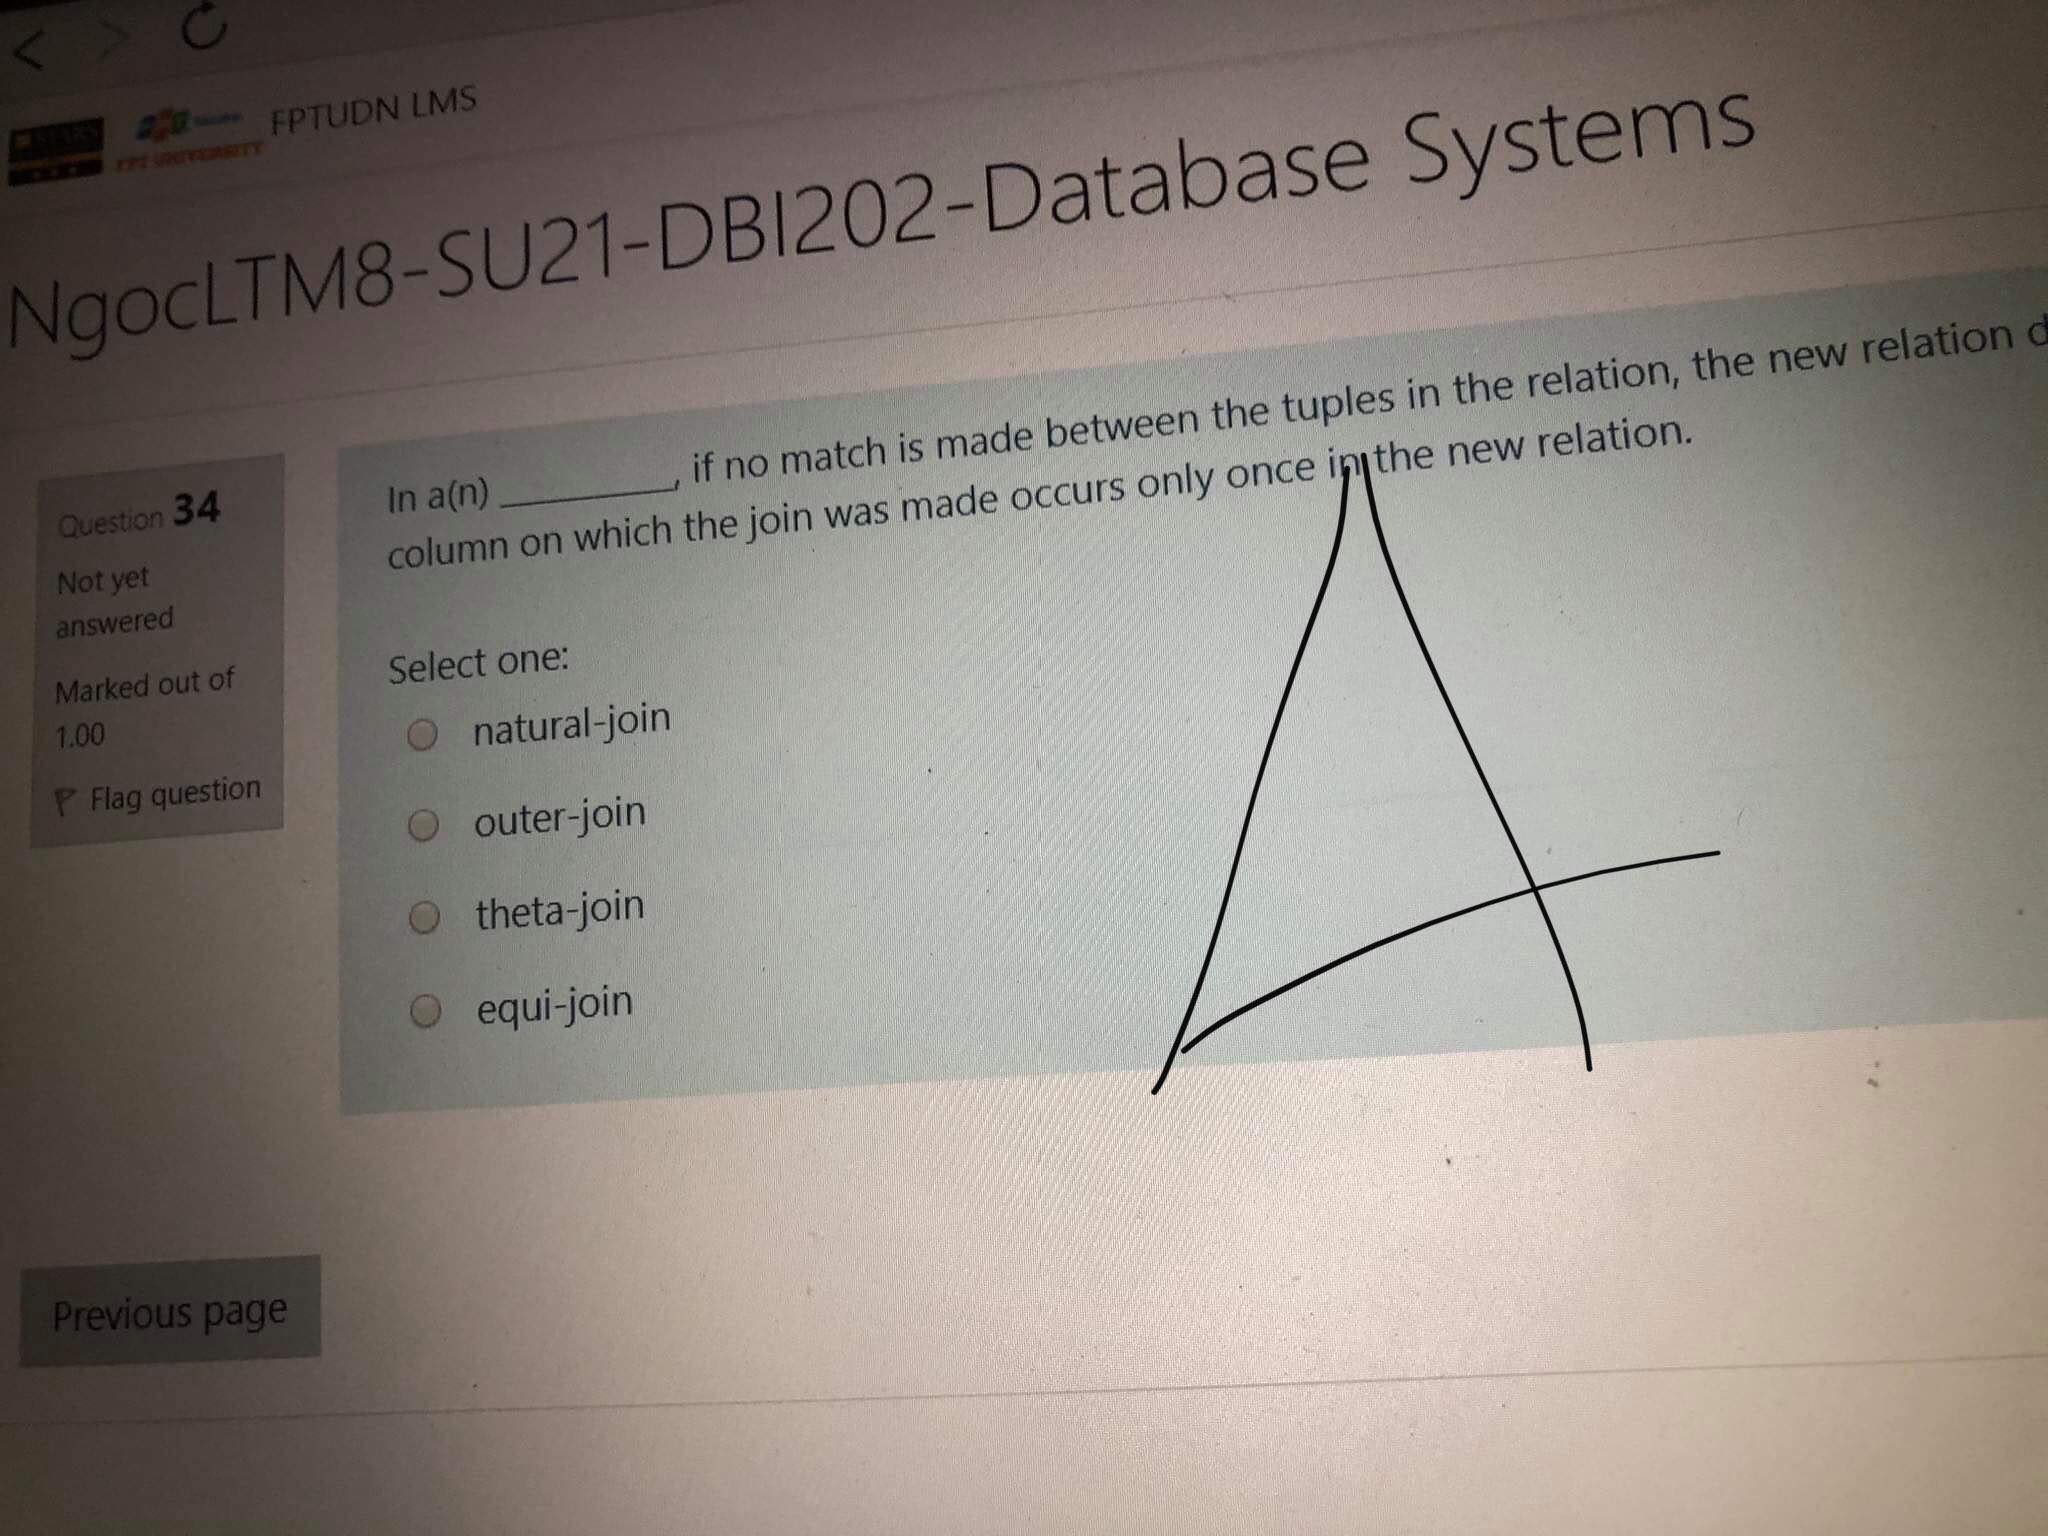 FPTUDN LMS
FPT UNIVERSITY
NgocLTM8-SU21-DBI202-Database Systems
Question 34
Not yet
answered
Marked out of
1.00
Flag question
In a(n) ________, if no match is made between the tuples in the relation, the new relation d
column on which the join was made occurs only once in the new relation.
Select one:
natural-join
outer-join
theta-join
equi-join
A
Previous page